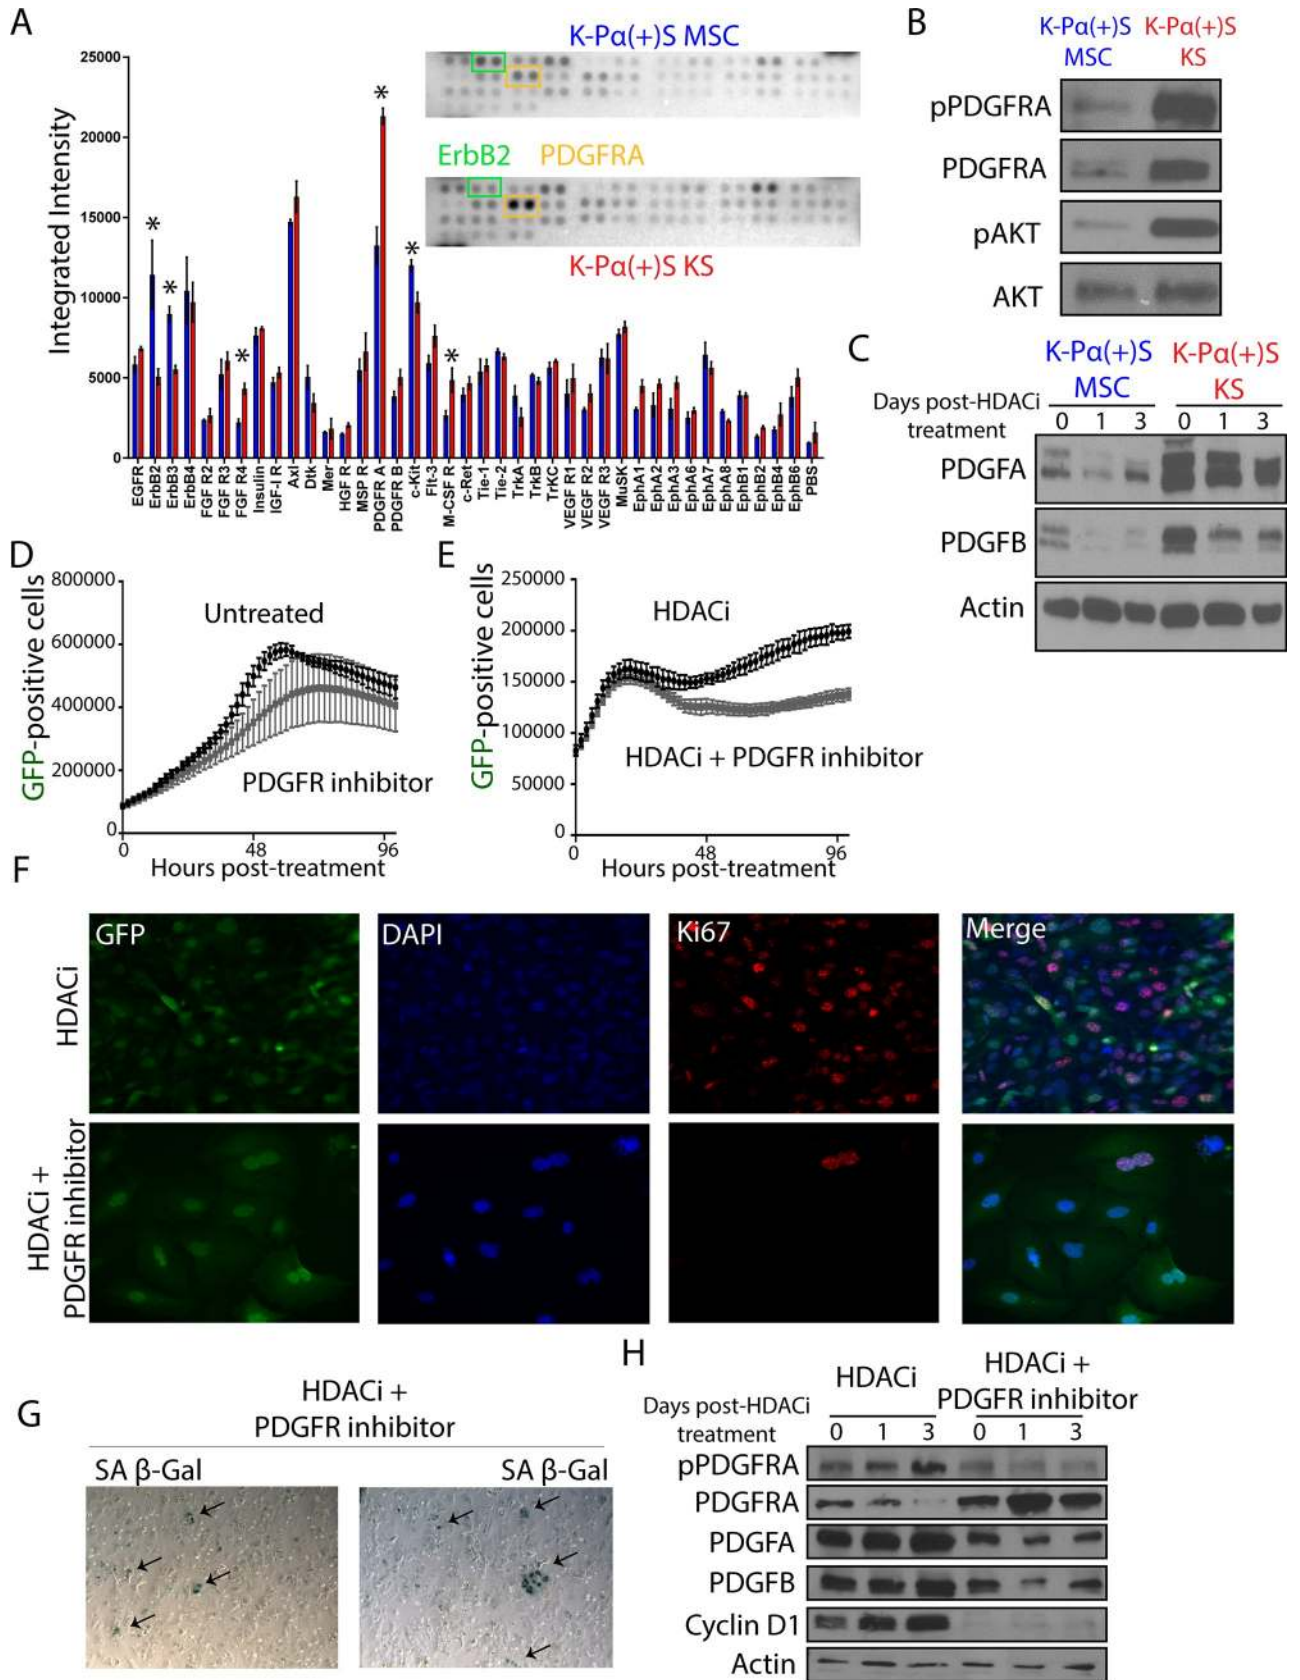 A
K-Pα(+)S MSC
ErbB2
PDGFRA
K-Pα(+)S KS
Integrated Intensity
25000
20000
15000
10000
5000
0
*
*
*
*
*
*
EGFR
ErbB2
ErbB3
ErbB4
FGF R2
FGF R3
FGF R4
Insulin
IGF-I R
Axl
Dtk
Mer
HGF R
MSP R
PDGFR A
PDGFR B
c-Kit
Flt-3
M-CSF R
c-Ret
Tie-1
Tie-2
TrkA
TrkB
TrKC
VEGF R1
VEGF R2
VEGF R3
MuSK
EphA1
EphA2
EphA3
EphA6
EphA7
EphA8
EphB1
EphB2
EphB4
EphB6
PBS
B
K-Pα(+)S K-Pα(+)S
MSC KS
pPDGFRA
PDGFRA
pAKT
AKT
C
K-Pα(+)S K-Pα(+)S
MSC KS
Days post-HDACi
treatment
0 1 3 0 1 3
PDGFA
PDGFB
Actin
D
GFP-positive cells
800000
600000
400000
200000
0
Untreated
PDGFR inhibitor
0 48 96
Hours post-treatment
E
GFP-positive cells
250000
200000
150000
100000
50000
0
HDACi
HDACi + PDGFR inhibitor
0 48 96
Hours post-treatment
F
GFP DAPI Ki67 Merge
HDACi
HDACi +
PDGFR inhibitor
G
HDACi +
PDGFR inhibitor
SA β-Gal SA β-Gal
H
HDACi
HDACi +
PDGFR inhibitor
Days post-HDACi
treatment
0 1 3 0 1 3
pPDGFRA
PDGFRA
PDGFA
PDGFB
Cyclin D1
Actin